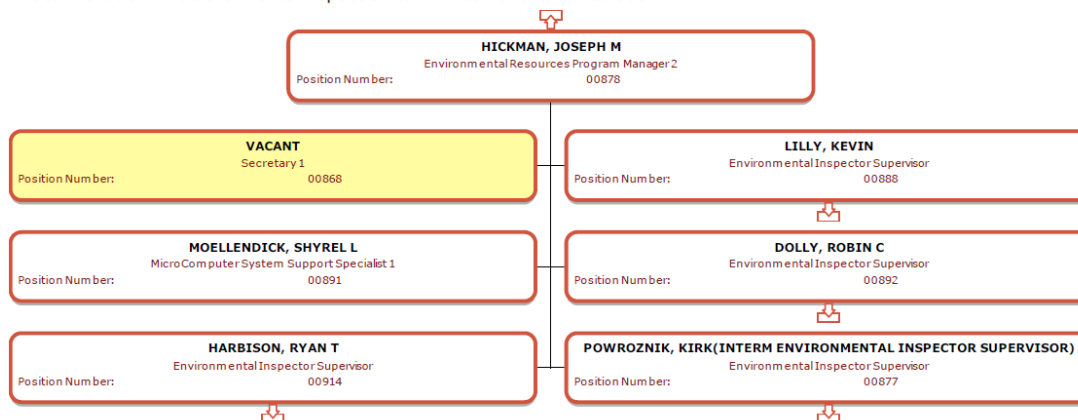 HICKMAN, JOSEPH M
Environmental Resources Program Manager 2
Position Number: 00878
VACANT
Secretary 1
Position Number: 00868
LILLY, KEVIN
Environmental Inspector Supervisor
Position Number: 00888
MOELLENDICK, SHYREL L
MicroComputer System Support Specialist 1
Position Number: 00891
DOLLY, ROBIN C
Environmental Inspector Supervisor
Position Number: 00892
HARBISON, RYAN T
Environmental Inspector Supervisor
Position Number: 00914
POWROZNIK, KIRK(INTERM ENVIRONMENTAL INSPECTOR SUPERVISOR)
Environmental Inspector Supervisor
Position Number: 00877